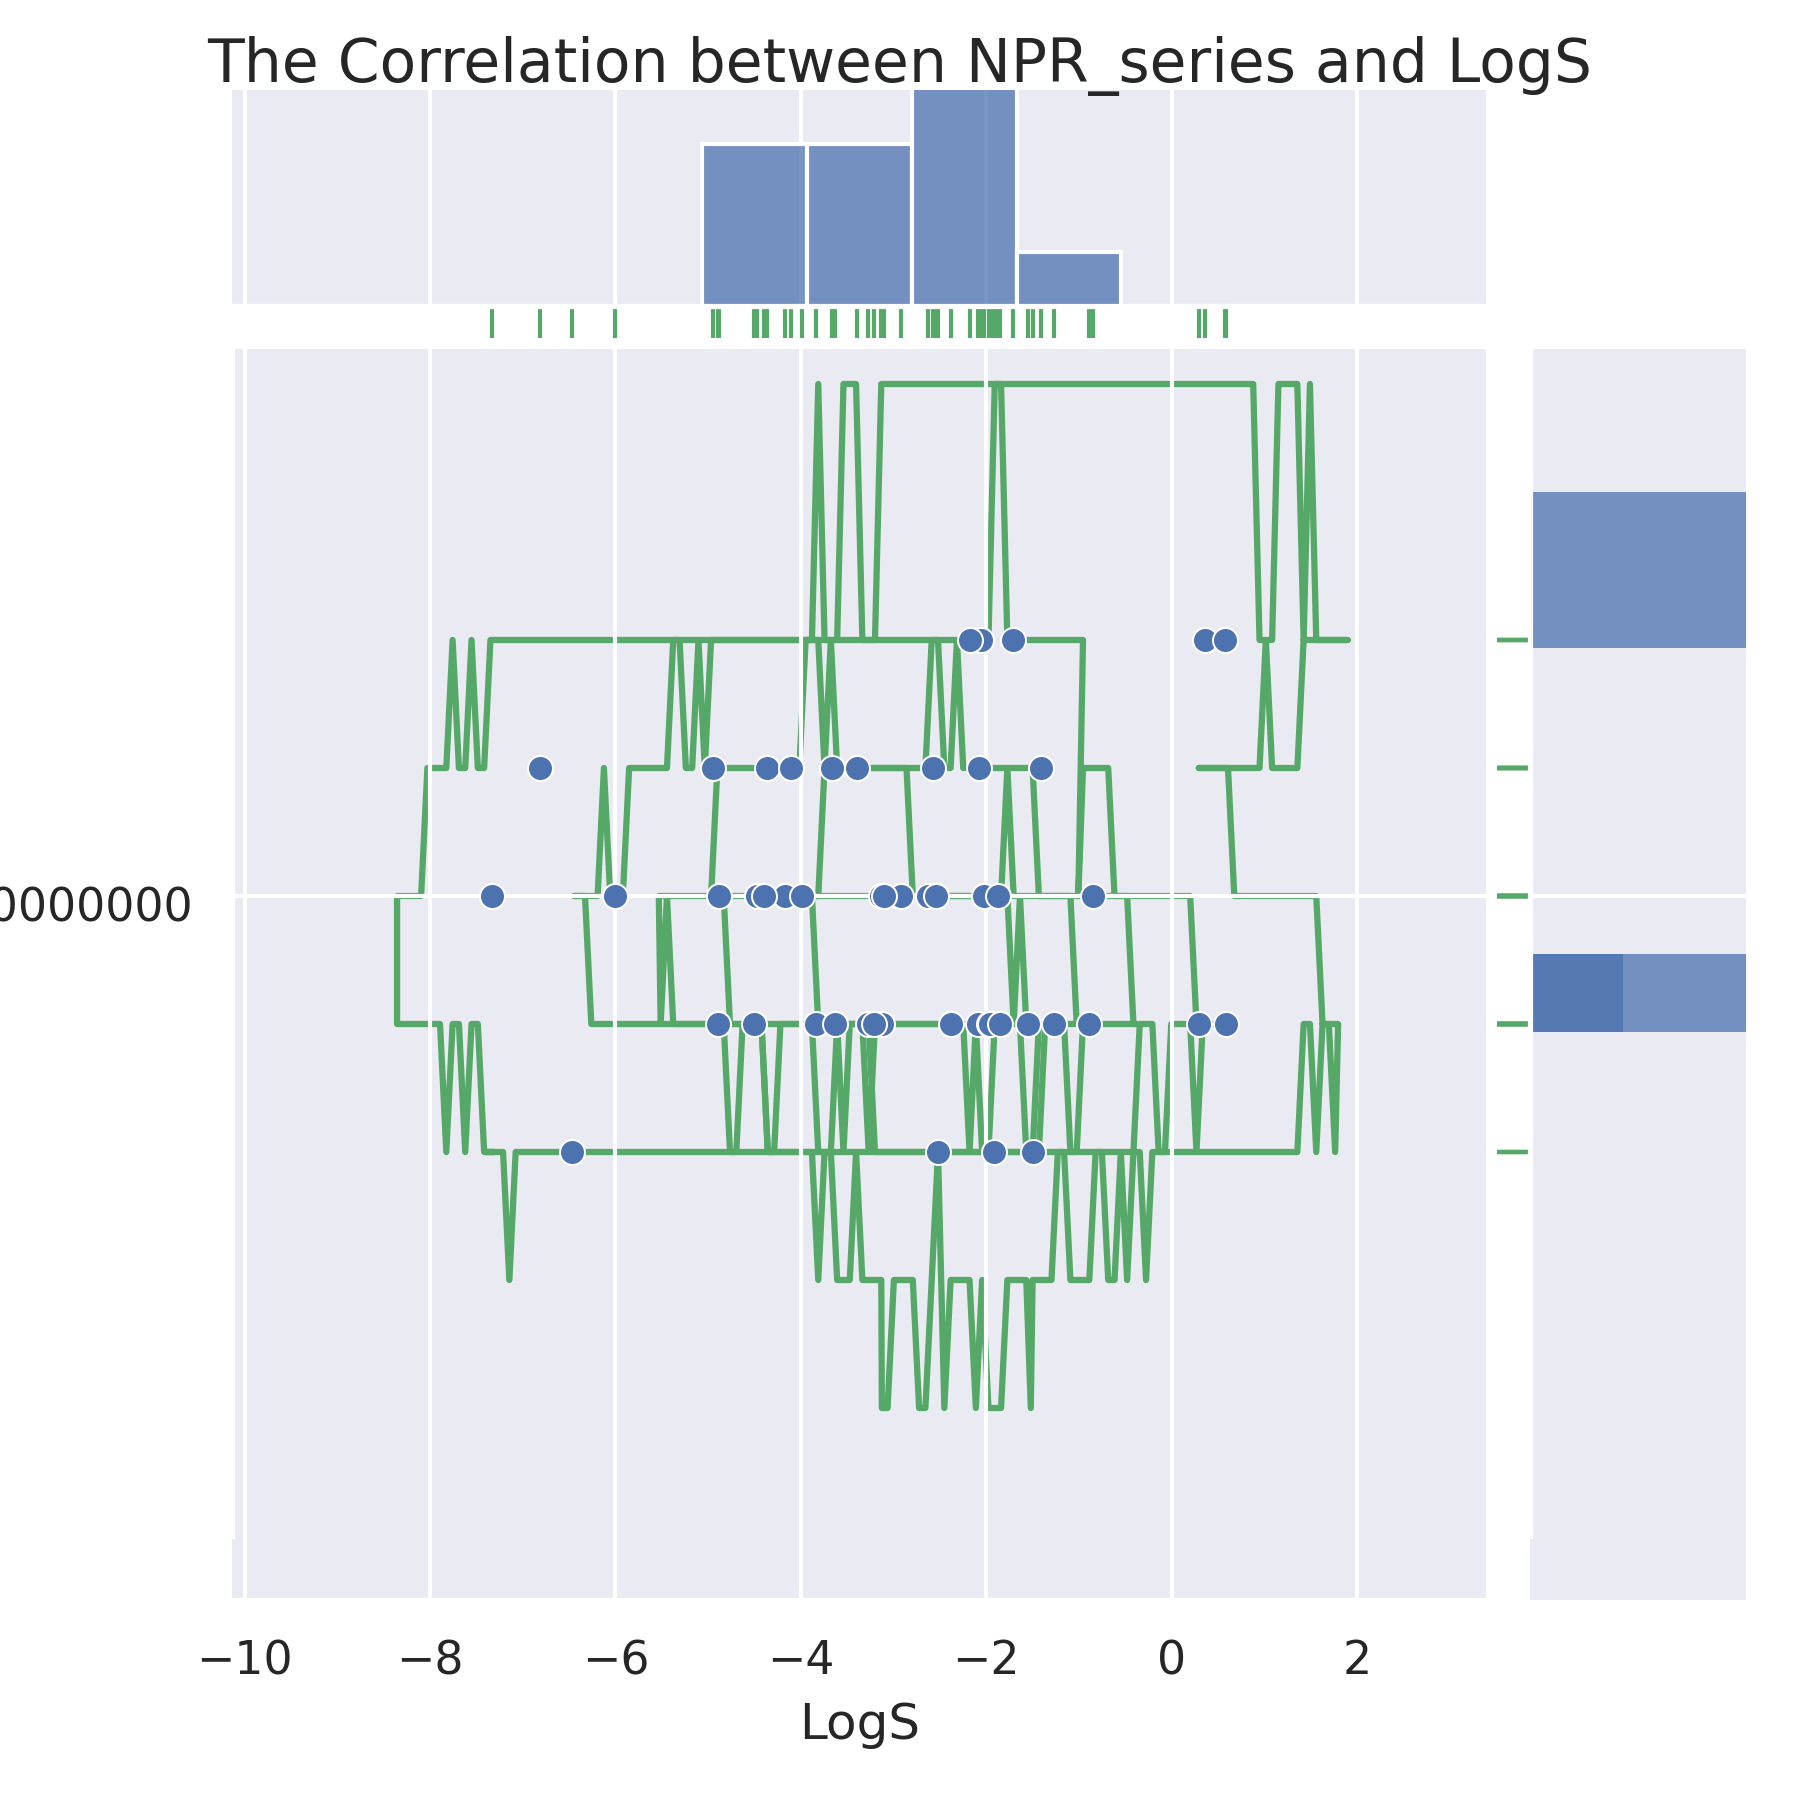 The Correlation between NPR_series and LogS
0000000
−10 −8 −6 −4 −2 0 2
LogS